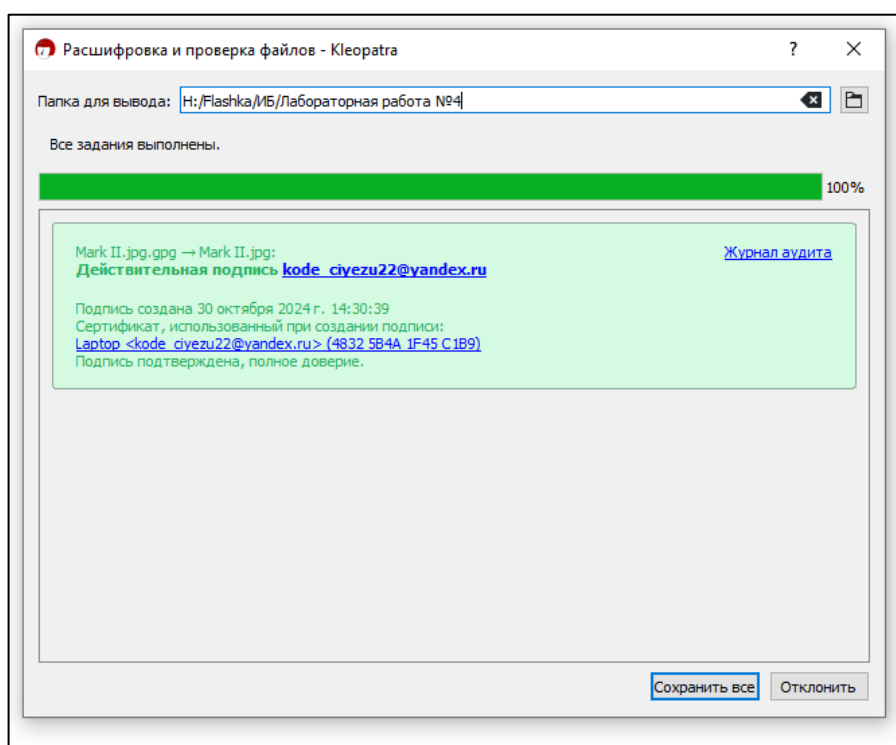 Расшифровка и проверка файлов - Kleopatra
?
Папка для вывода: H:/Flashka/ИБ/Лабораторная работа №4
Все задания выполнены.
100%
Mark II.jpg.gpg → Mark II.jpg:
Журнал аудита
Действительная подпись kode_ciyezu22@yandex.ru
Подпись создана 30 октября 2024 г. 14:30:39
Сертификат, использованный при создании подписи:
Laptop <kode_ciyezu22@yandex.ru> (4832 5B4A 1F45 C1B9)
Подпись подтверждена, полное доверие.
Сохранить все
Отклонить